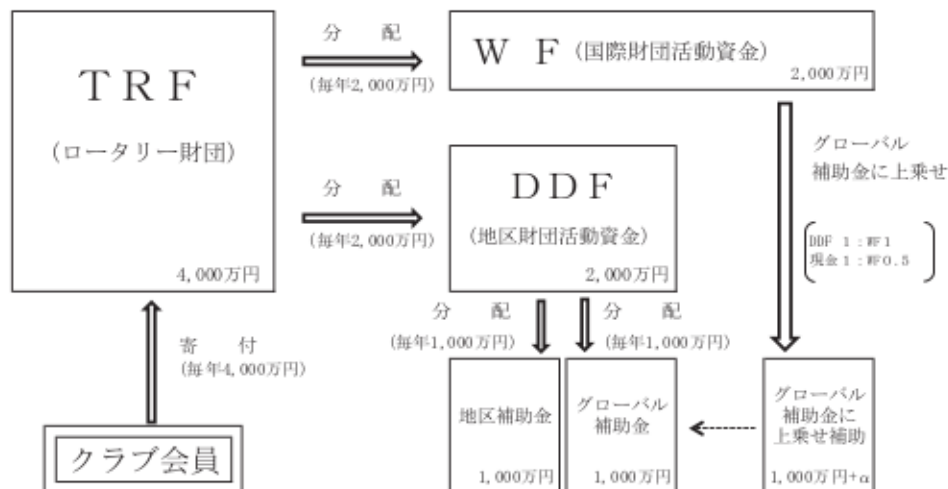 TRF
(ロータリー財団)
4,000万円
分　配
(毎年2,000万円)
WF (国際財団活動資金)
2,000万円
分　配
(毎年2,000万円)
DDF
(地区財団活動資金)
2,000万円
グローバル
補助金に上乗せ
DDF 1 : WF1
現金1 : WF0.5
分　配
(毎年1,000万円)
分　配
(毎年1,000万円)
寄　付
(毎年4,000万円)
クラブ会員
地区補助金
1,000万円
グローバル
補助金
1,000万円
グローバル
補助金に
上乗せ補助
1,000万円+α